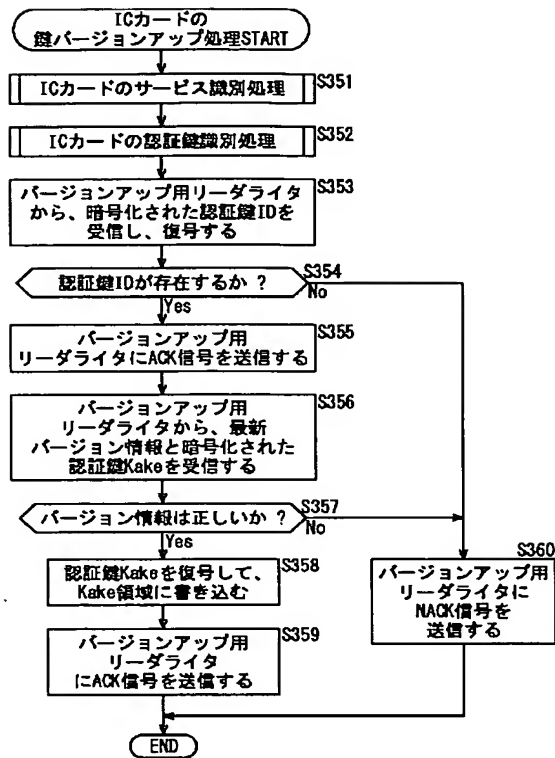 ICカードの
鍵バージョンアップ処理START
ICカードのサービス識別処理
S351
ICカードの認証鍵識別処理
S352
バージョンアップ用リーダライタ
から、暗号化された認証鍵IDを
受信し、復号する
S353
認証鍵IDが存在するか ?
S354
No
Yes
バージョンアップ用
リーダライタにACK信号を送信する
S355
バージョンアップ用
リーダライタから、最新
バージョン情報と暗号化された
認証鍵Kakeを受信する
S356
バージョン情報は正しいか ?
S357
No
Yes
認証鍵Kakeを復号して、
Kake領域に書き込む
S358
バージョンアップ用
リーダライタ
にACK信号を送信する
S359
S360
バージョンアップ用
リーダライタに
NACK信号を
送信する
END